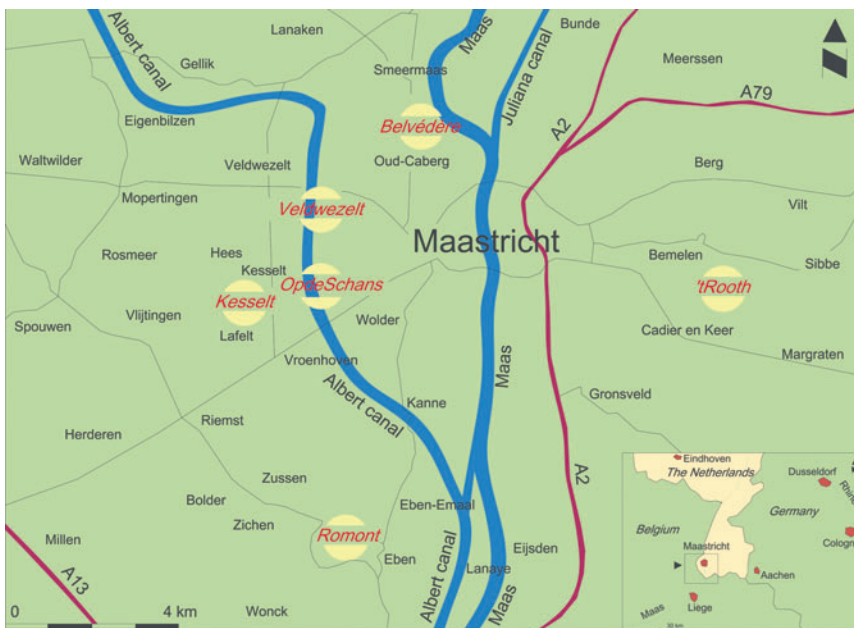 Albert canal
Lanaken
Maas
Bunde
Gellik
Smeermaas
Juliana canal
Meerssen
A79
A2
Eigenbilzen
Belvédère
Waltwilder
Veldwezelt
Oud-Caberg
Berg
Mopertingen
Veldwezelt
Vilt
Maastricht
Rosmeer
Hees
Bemelen
Sibbe
Kesselt
OpdeSchans
'tRooth
Kesselt
Vlijtingen
Spouwen
Lafelt
Wolder
Cadier en Keer
Margraten
Vroenhoven
Maas
Albert canal
Kanne
Gronsveld
Riemst
Herderen
A2
Zussen
Bolder
Eben-Emaal
Zichen
Romont
Millen
Eben
Eijsden
Lanaye
A13
Albert canal
Maas
0 4 km
Wonck
Eindhoven
The Netherlands
Dusseldorf
Germany
Belgium
Maastricht
Aachen
Maas
Liege